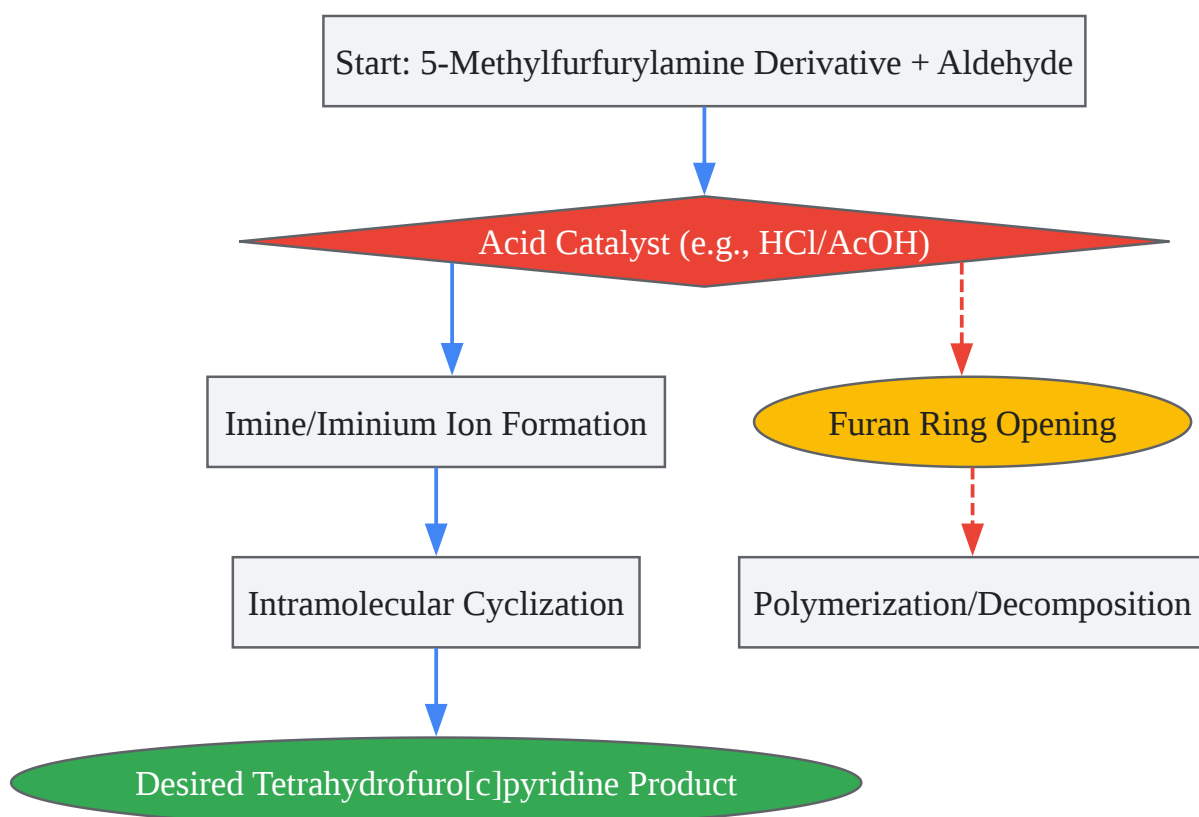 Start: 5-Methylfurfurylamine Derivative + Aldehyde
Acid Catalyst (e.g., HCl/AcOH)
Imine/Iminium Ion Formation
Furan Ring Opening
Intramolecular Cyclization
Polymerization/Decomposition
Desired Tetrahydrofuro[c]pyridine Product